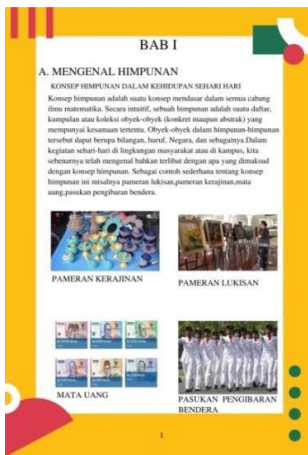 BAB I
A. MENGENAL HIMPUNAN
KONSEP HIMPUNAN DALAM KEHIDUPAN SEHARI HARI
Konsep himpunan adalah suatu konsep mendasar dalam semua cabang
ilmu matematika. Secara intuitif, sebuah himpunan adalah suatu daftar,
kumpulan atau koleksi obyek-obyek (konkret maupun abstrak) yang
mempunyai kesamaan tertentu. Obyek-obyek dalam himpunan-himpunan
tersebut dapat berupa bilangan, huruf, Negara, dan sebagainya.Dalam
kegiatan sehari-hari di lingkungan masyarakat atau di kampus, kita
sebenarnya telah mengenal bahkan terlibat dengan apa yang dimaksud
dengan konsep himpunan. Sebagai contoh sederhana tentang konsep
himpunan ini misalnya pameran lukisan,pameran kerajinan,mata
uang,pasukan pengibaran bendera.
PAMERAN KERAJINAN
PAMERAN LUKISAN
MATA UANG
PASUKAN PENGIBARAN
BENDERA
1